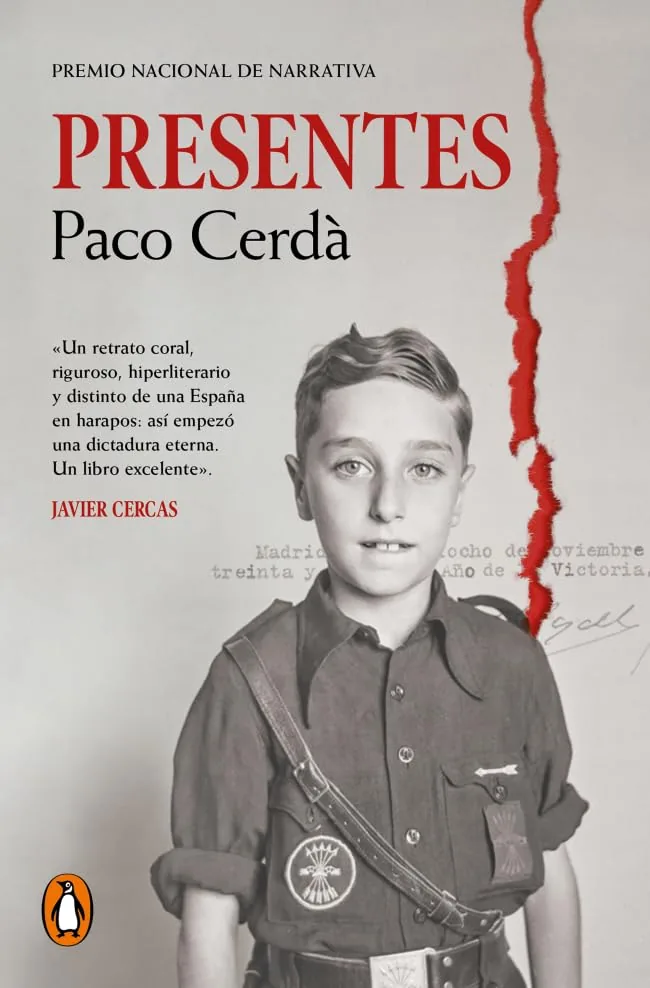 PREMIO NACIONAL DE NARRATIVA
PRESENTES
Paco Cerdà
«Un retrato coral,
riguroso, hiperliterario
y distinto de una España
en harapos: así empezó
una dictadura eterna.
Un libro excelente».
JAVIER CERCAS
Madrid ocho de oviembre
treinta y Año de Victoria.